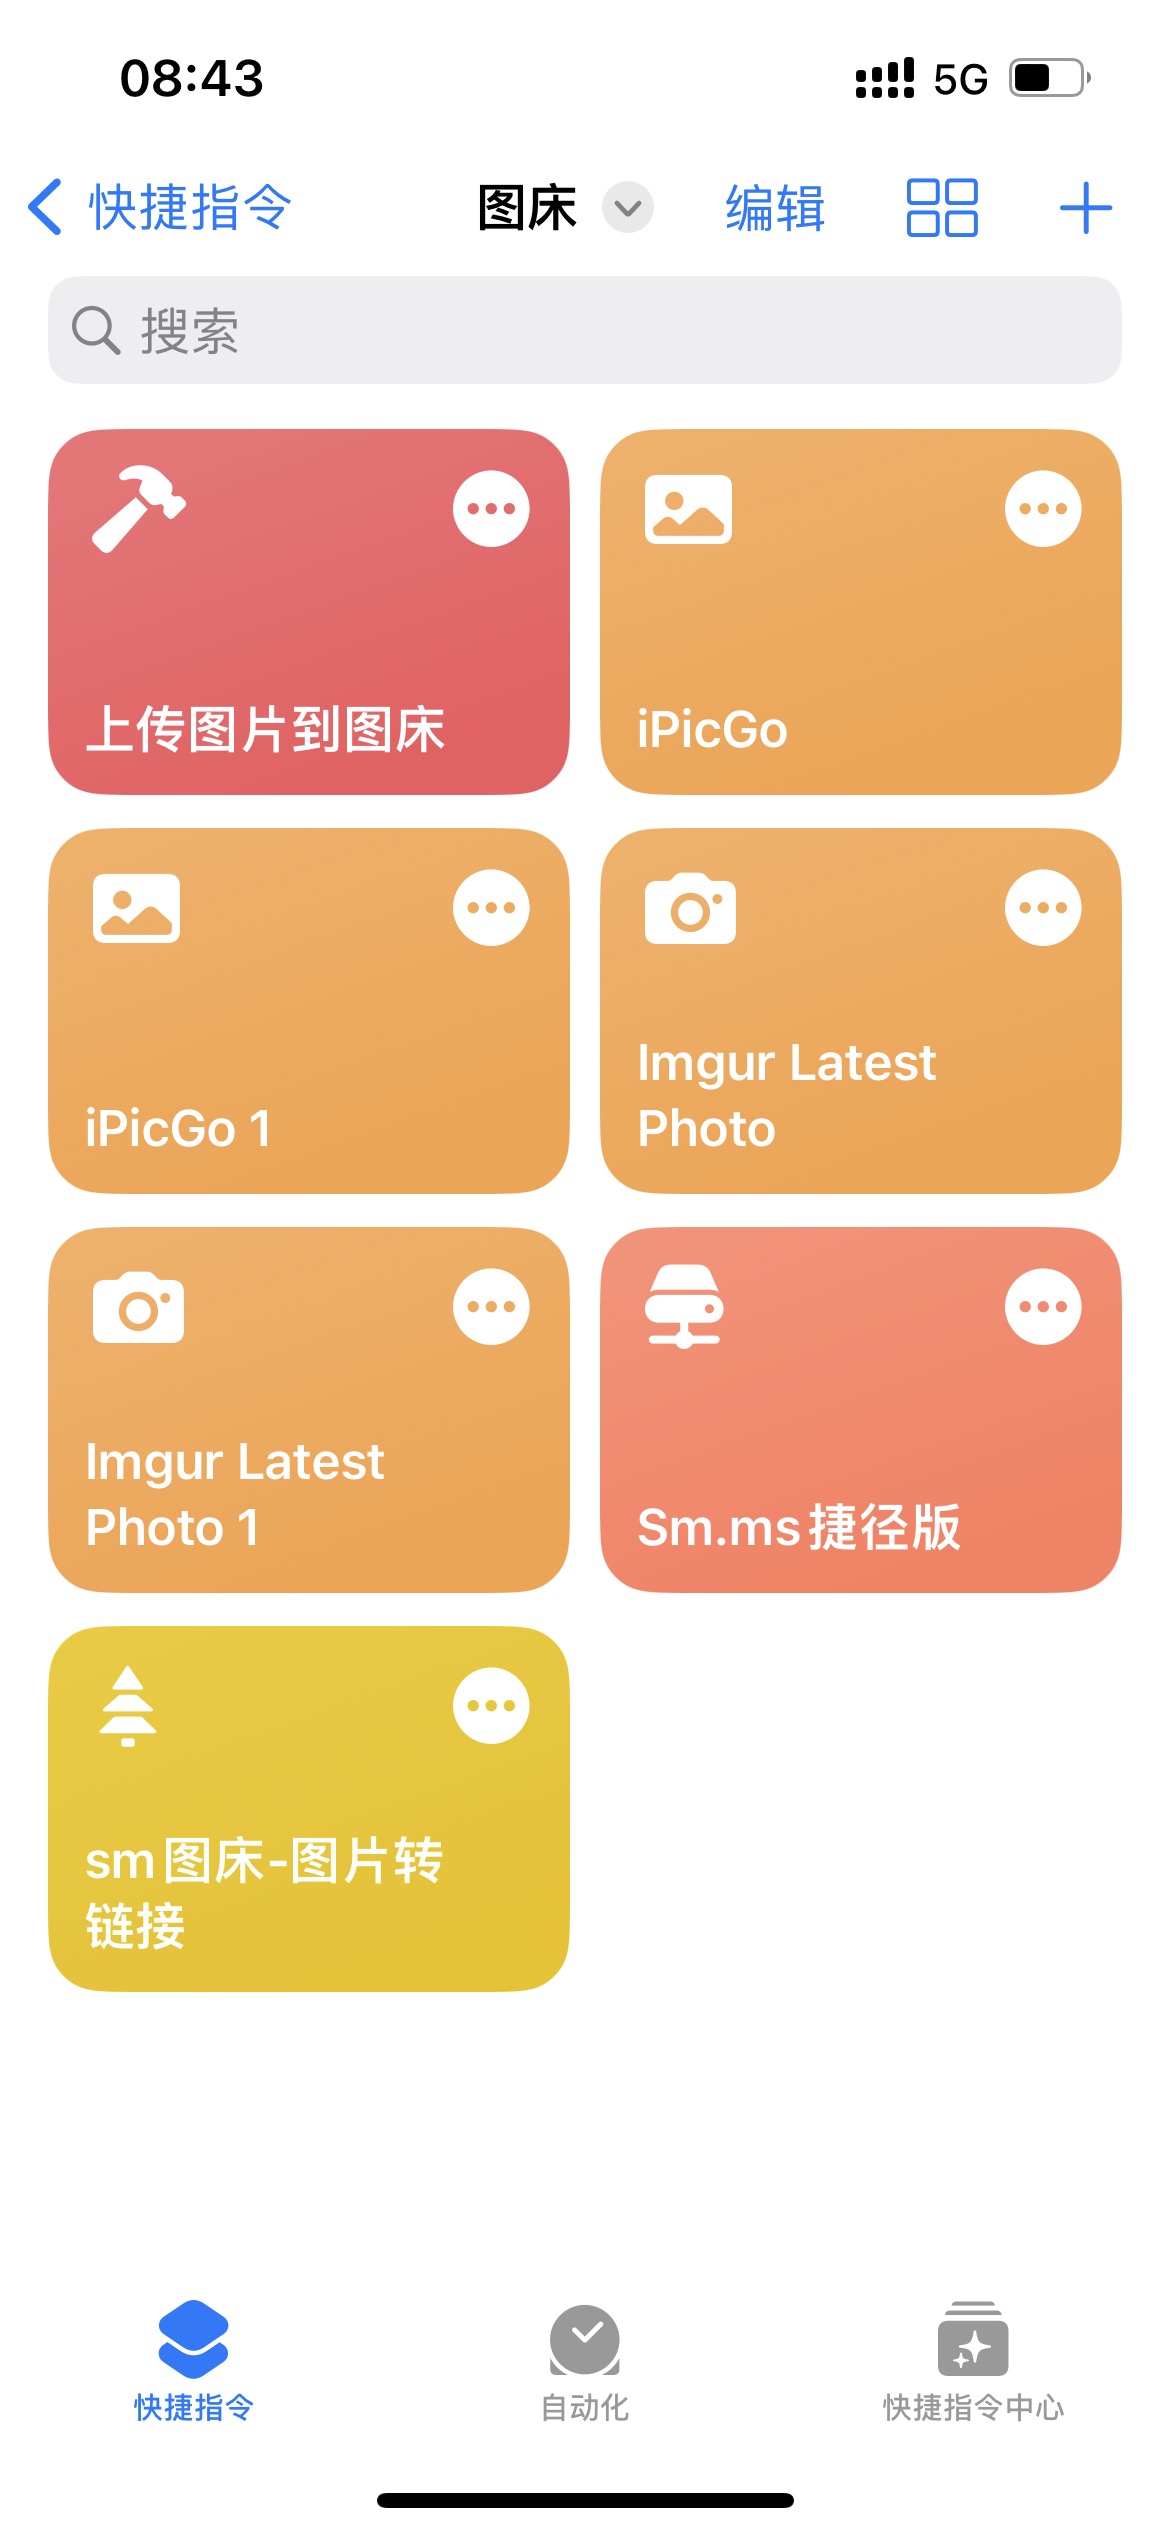 08:43
5G
快捷指令
图床
编辑
搜索
上传图片到图床
iPicGo
iPicGo 1
Imgur Latest
Photo
Imgur Latest
Photo 1
Sm.ms捷径版
sm图床-图片转
链接
快捷指令
自动化
快捷指令中心